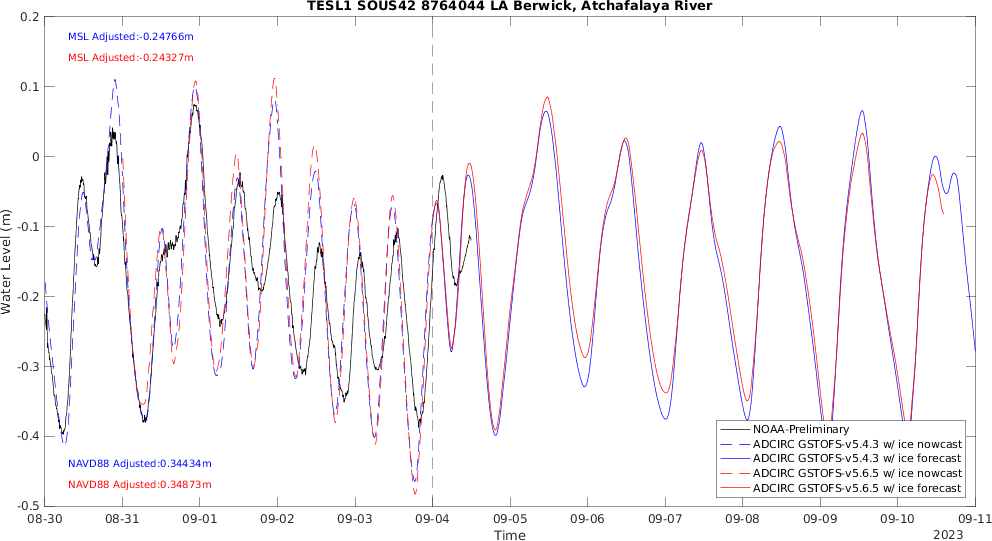 TESL1 SOUS42 8764044 LA Berwick, Atchafalaya River
MSL Adjusted:-0.24766m
MSL Adjusted:-0.24327m
0.2
0.1
0
-0.1
-0.2
-0.3
-0.4
-0.5
Water Level (m)
NAVD88 Adjusted:0.34434m
NAVD88 Adjusted:0.34873m
NOAA-Preliminary
ADCIRC GSTOFS-v5.4.3 w/ ice nowcast
ADCIRC GSTOFS-v5.4.3 w/ ice forecast
ADCIRC GSTOFS-v5.6.5 w/ ice nowcast
ADCIRC GSTOFS-v5.6.5 w/ ice forecast
08-30 08-31 09-01 09-02 09-03 09-04 09-05 09-06 09-07 09-08 09-09 09-10 09-11
Time
2023